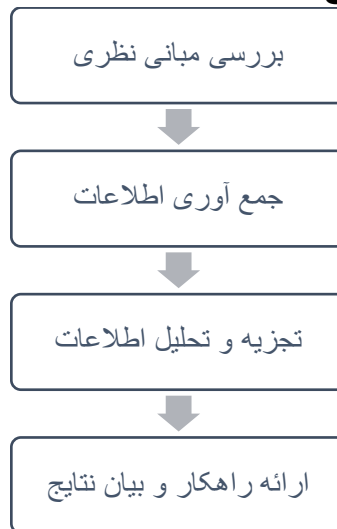 بررسی مبانی نظری
جمع آوری اطلاعات
تجزیه و تحلیل اطلاعات
ارائه راهکار و بیان نتایج